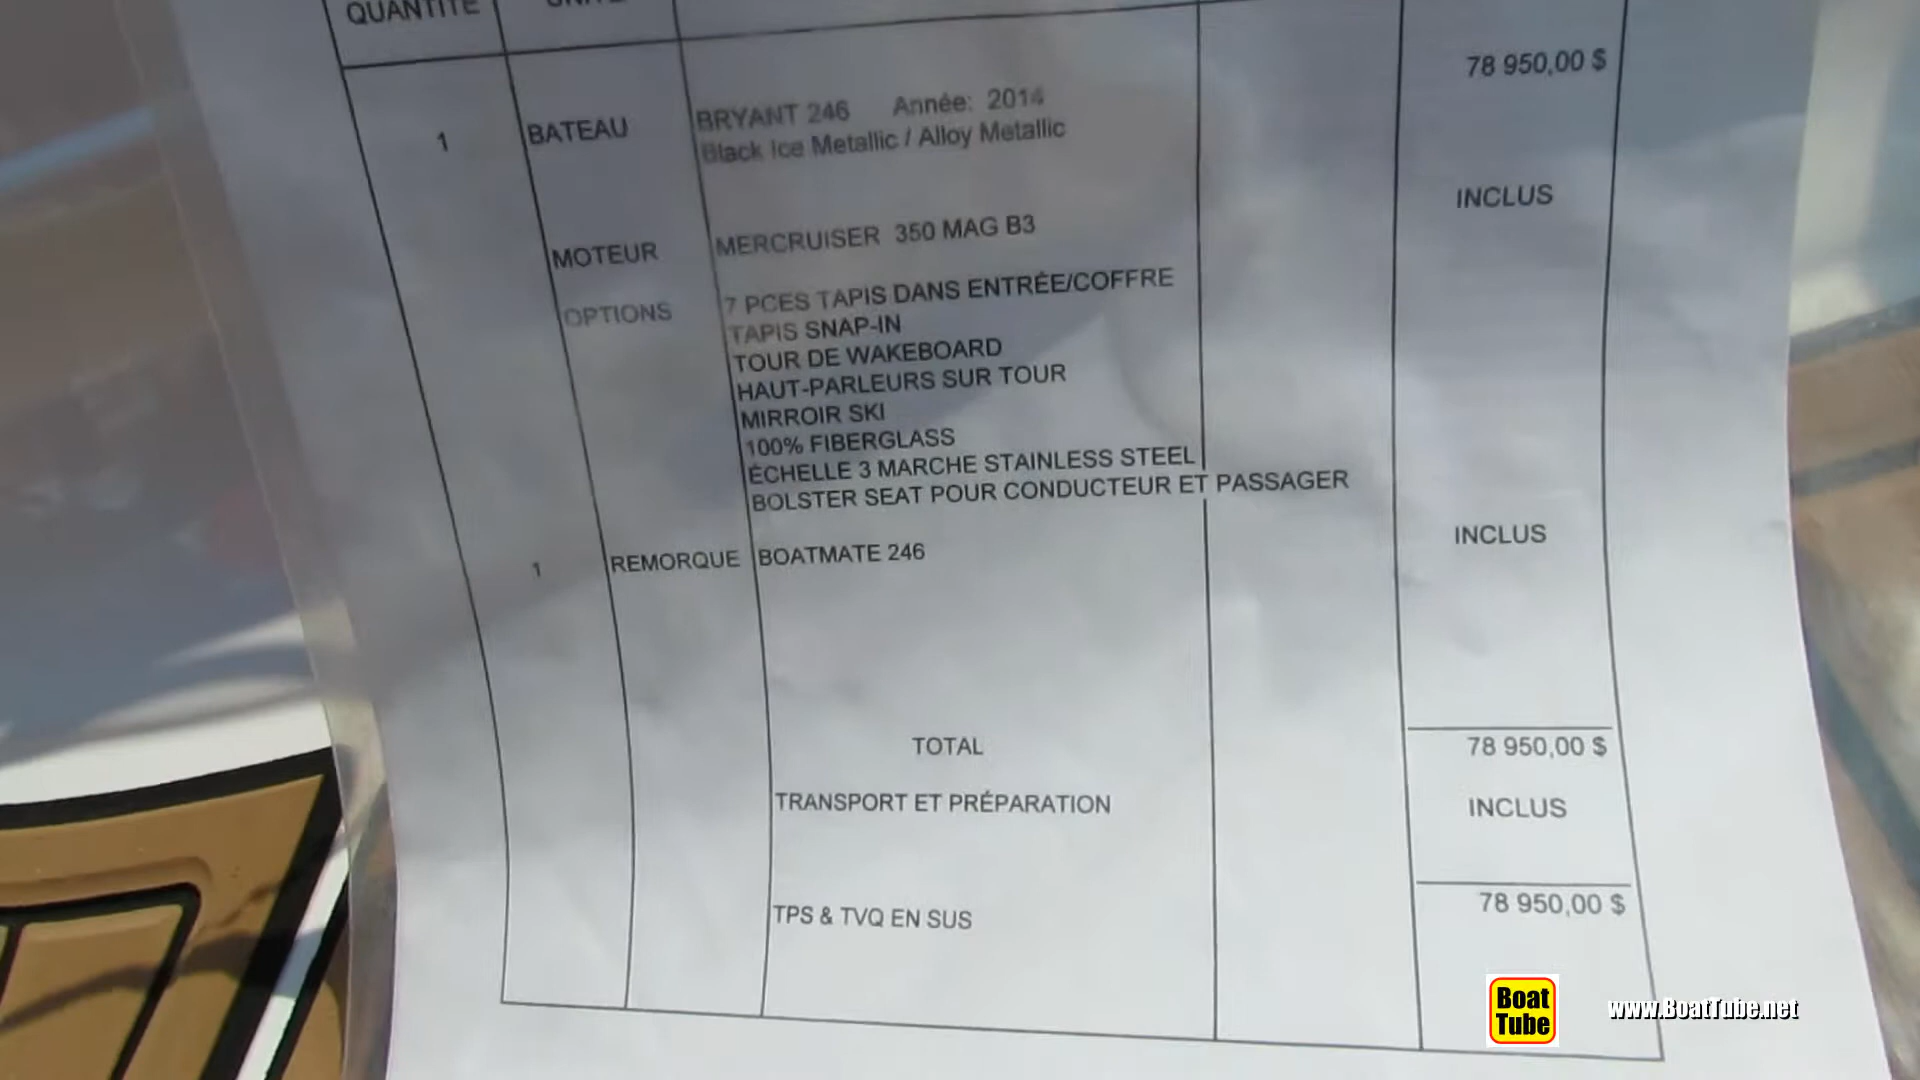 QUANTITÉ
78 950,00 $
1 BATEAU BRYANT 246 Année: 2014
Black Ice Metallic / Alloy Metallic
INCLUS
MOTEUR MERCRUISER 350 MAG B3
OPTIONS 7 PCES TAPIS DANS ENTRÉE/COFFRE
TAPIS SNAP-IN
TOUR DE WAKEBOARD
HAUT-PARLEURS SUR TOUR
MIRROIR SKI
100% FIBERGLASS
ÉCHELLE 3 MARCHE STAINLESS STEEL
BOLSTER SEAT POUR CONDUCTEUR ET PASSAGER
1 REMORQUE BOATMATE 246 INCLUS
TOTAL 78 950,00 $
TRANSPORT ET PRÉPARATION INCLUS
TPS & TVQ EN SUS 78 950,00 $
Boat
Tube
www.BoatTube.net